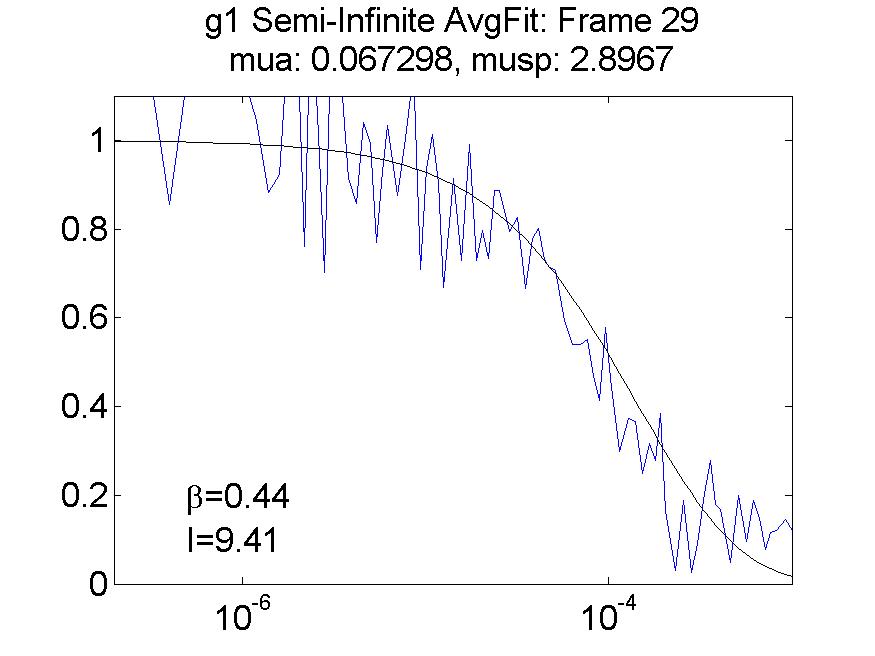 g1 Semi-Infinite AvgFit: Frame 29
mua: 0.067298, musp: 2.8967
1
0.8
0.6
0.4
0.2
0
β=0.44
I=9.41
10^-6
10^-4